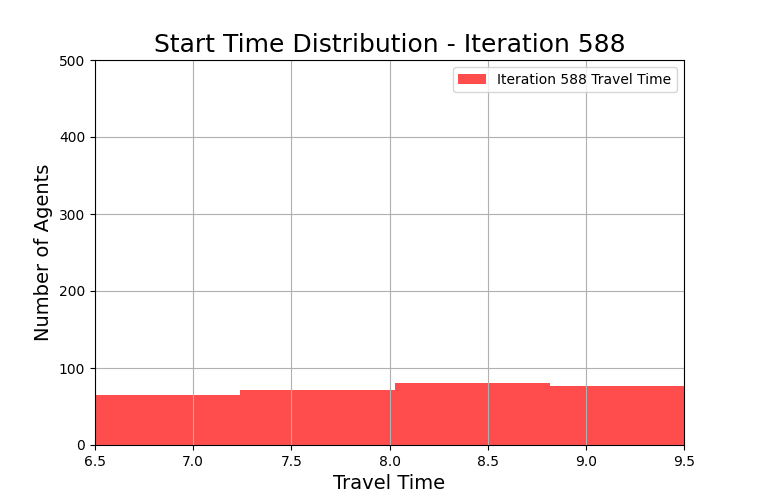 Start Time Distribution - Iteration 588
500
Iteration 588 Travel Time
400
300
200
100
0
Number of Agents
6.5 7.0 7.5 8.0 8.5 9.0 9.5
Travel Time